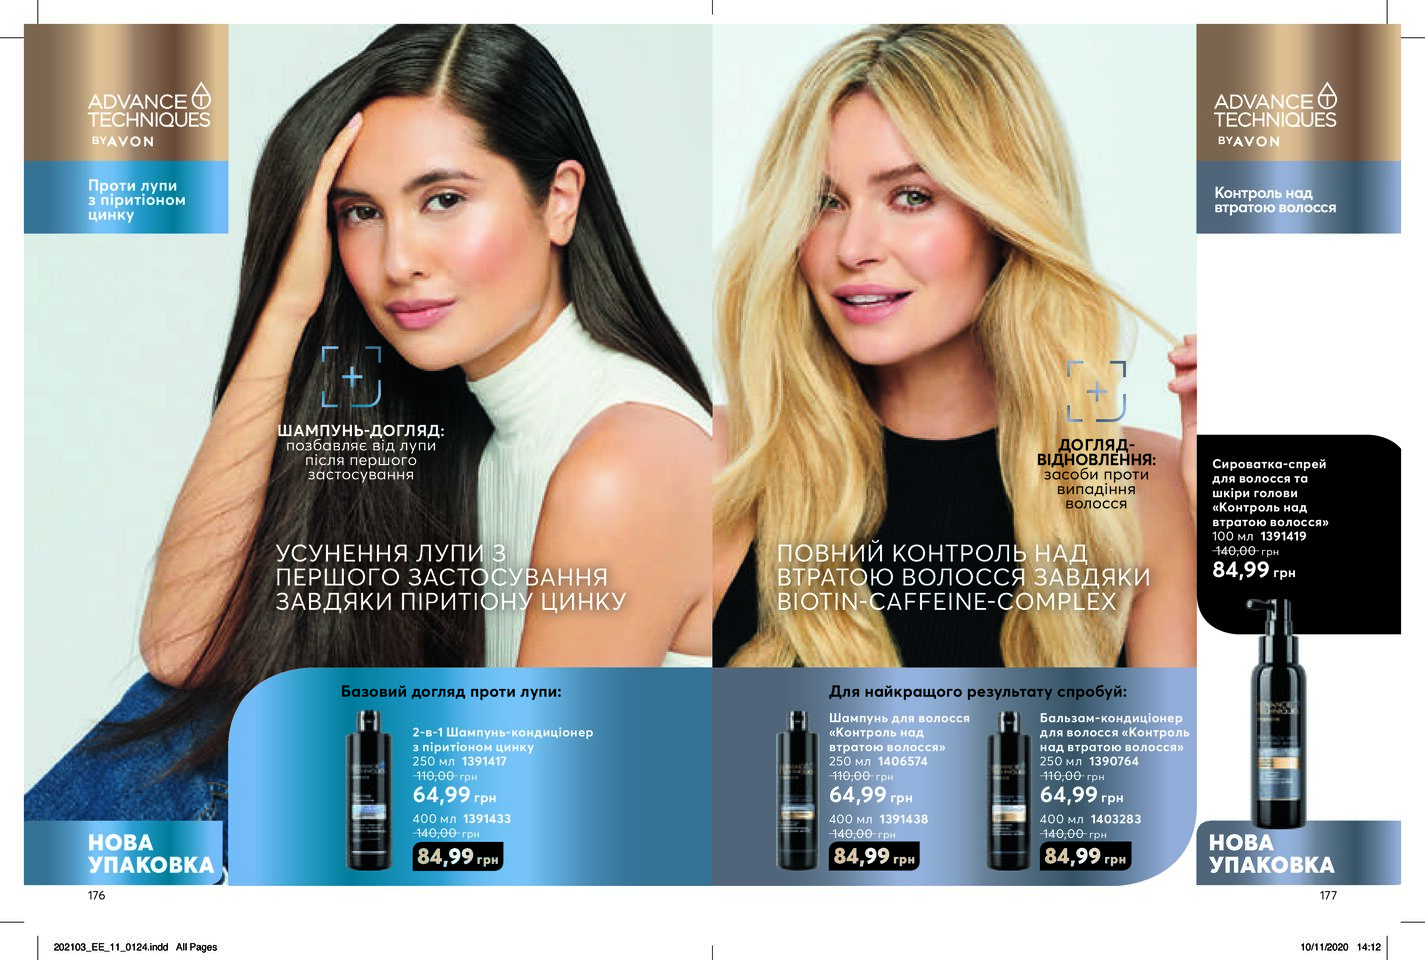 ADVANCE
TECHNIQUES
BY AVON
Проти лупи
з піритіоном
цинку
ШАМПУНЬ-ДОГЛЯД:
позбавляє від лупи
після першого
застосування
УСУНЕННЯ ЛУПИ З
ПЕРШОГО ЗАСТОСУВАННЯ
ЗАВДЯКИ ПІРИТІОНУ ЦИНКУ
Базовий догляд проти лупи:
2-в-1 Шампунь-кондиціонер
з піритіоном цинку
250 мл 1391417
110,00 грн
64,99 грн
400 мл 1391433
140,00 грн
84,99 грн
НОВА
УПАКОВКА
176
ADVANCE
TECHNIQUES
BY AVON
Контроль над
втратою волосся
ДОГЛЯД-
ВІДНОВЛЕННЯ:
засоби проти
випадіння
волосся
ПОВНИЙ КОНТРОЛЬ НАД
ВТРАТОЮ ВОЛОССЯ ЗАВДЯКИ
BIOTIN-CAFFEINE-COMPLEX
Сироватка-спрей
для волосся та
шкіри голови
«Контроль над
втратою волосся»
100 мл 1391419
140,00 грн
84,99 грн
Для найкращого результату спробуй:
Шампунь для волосся
«Контроль над
втратою волосся»
250 мл 1406574
110,00 грн
64,99 грн
400 мл 1391438
140,00 грн
84,99 грн
Бальзам-кондиціонер
для волосся «Контроль
над втратою волосся»
250 мл 1390764
110,00 грн
64,99 грн
400 мл 1403283
140,00 грн
84,99 грн
НОВА
УПАКОВКА
177
202103_EE_11_0124.indd All Pages
10/11/2020 14:12